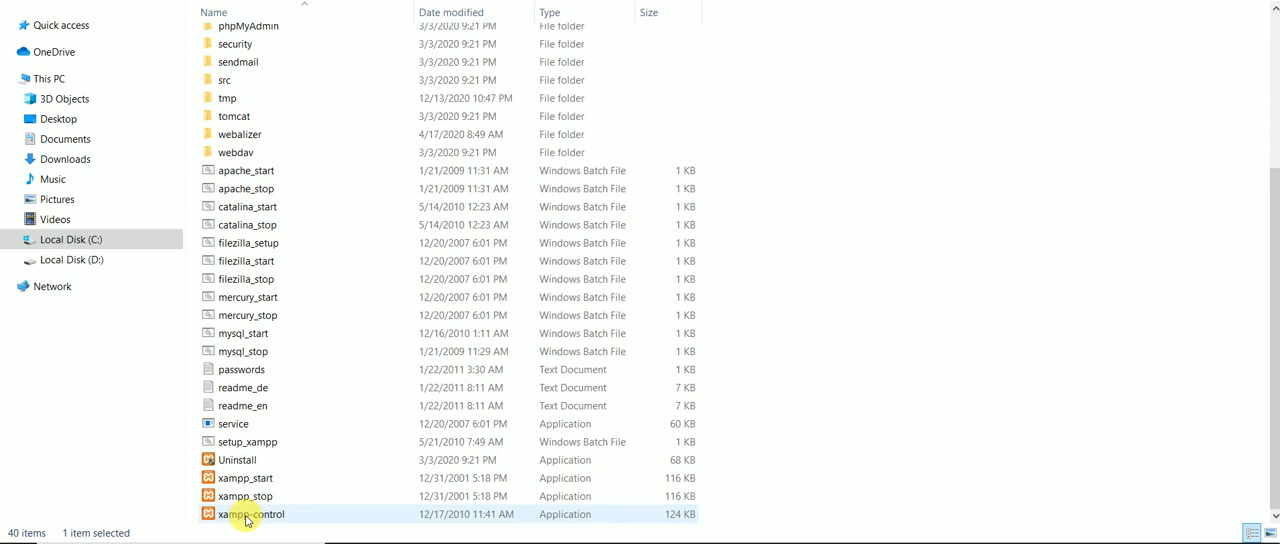 Name Date modified Type Size
Quick access
OneDrive
This PC
3D Objects
Desktop
Documents
Downloads
Music
Pictures
Videos
Local Disk (C:)
Local Disk (D:)
Network
phpMyAdmin 3/3/2020 9:21 PM File folder
security 3/3/2020 9:21 PM File folder
sendmail 3/3/2020 9:21 PM File folder
src 3/3/2020 9:21 PM File folder
tmp 12/13/2020 10:47 PM File folder
tomcat 3/3/2020 9:21 PM File folder
webalizer 4/17/2020 8:49 AM File folder
webdav 3/3/2020 9:21 PM File folder
apache_start 1/21/2009 11:31 AM Windows Batch File 1 KB
apache_stop 1/21/2009 11:31 AM Windows Batch File 1 KB
catalina_start 5/14/2010 12:23 AM Windows Batch File 1 KB
catalina_stop 5/14/2010 12:23 AM Windows Batch File 1 KB
filezilla_setup 12/20/2007 6:01 PM Windows Batch File 1 KB
filezilla_start 12/20/2007 6:01 PM Windows Batch File 1 KB
filezilla_stop 12/20/2007 6:01 PM Windows Batch File 1 KB
mercury_start 12/20/2007 6:01 PM Windows Batch File 1 KB
mercury_stop 12/20/2007 6:01 PM Windows Batch File 1 KB
mysql_start 12/16/2010 1:11 AM Windows Batch File 1 KB
mysql_stop 1/21/2009 11:29 AM Windows Batch File 1 KB
passwords 1/22/2011 3:30 AM Text Document 1 KB
readme_de 1/22/2011 8:11 AM Text Document 7 KB
readme_en 1/22/2011 8:11 AM Text Document 7 KB
service 12/20/2007 6:01 PM Application 60 KB
setup_xampp 5/21/2010 7:49 AM Windows Batch File 1 KB
Uninstall 3/3/2020 9:21 PM Application 68 KB
xampp_start 12/31/2001 5:18 PM Application 116 KB
xampp_stop 12/31/2001 5:18 PM Application 116 KB
xampp-control 12/17/2010 11:41 AM Application 124 KB
40 items 1 item selected